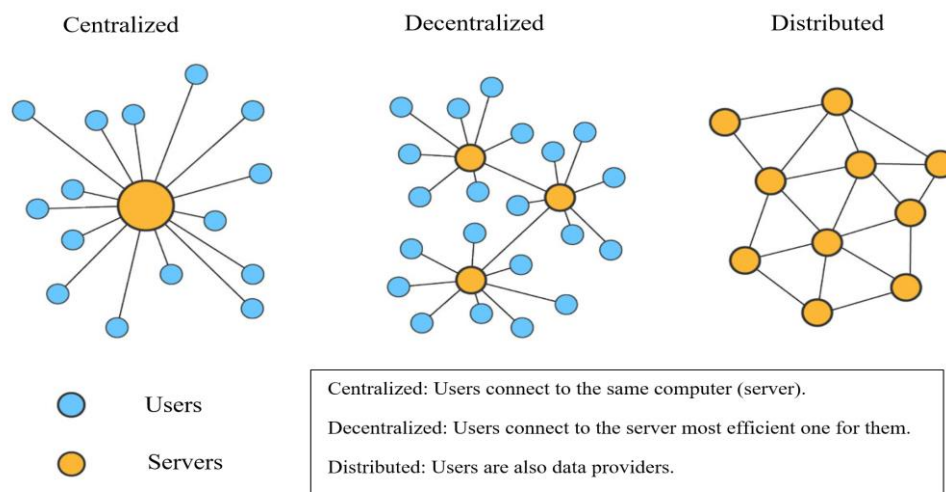 Centralized
Decentralized
Distributed
Users
Servers
Centralized: Users connect to the same computer (server).
Decentralized: Users connect to the server most efficient one for them.
Distributed: Users are also data providers.